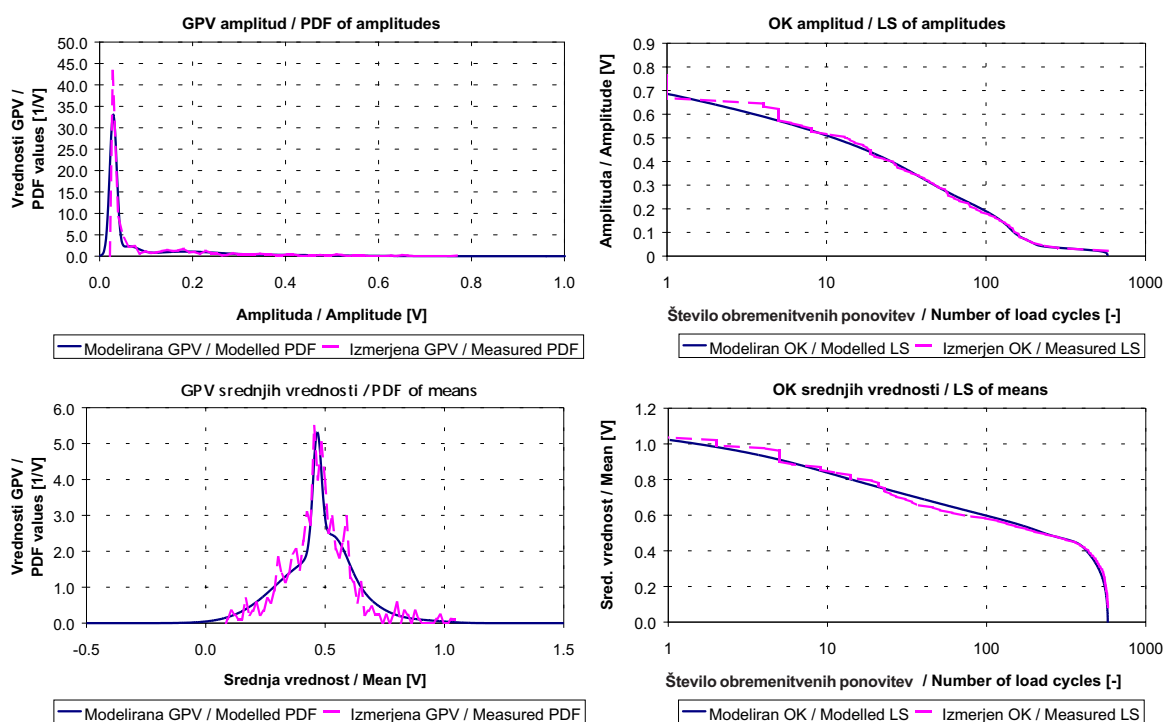 GPV amplitud / PDF of amplitudes
Vrednosti GPV /
PDF values [1/V]
50.0
45.0
40.0
35.0
30.0
25.0
20.0
15.0
10.0
5.0
0.0
0.0 0.2 0.4 0.6 0.8 1.0
Amplituda / Amplitude [V]
Modelirana GPV / Modelled PDF Izmerjena GPV / Measured PDF
OK amplitud / LS of amplitudes
Amplituda / Amplitude [V]
0.9
0.8
0.7
0.6
0.5
0.4
0.3
0.2
0.1
0
1 10 100 1000
Število obremenitvenih ponovitev / Number of load cycles [-]
Modeliran OK / Modelled LS Izmerjen OK / Measured LS
GPV srednjih vrednosti / PDF of means
Vrednosti GPV /
PDF values [1/V]
6.0
5.0
4.0
3.0
2.0
1.0
0.0
-0.5 0.0 0.5 1.0 1.5
Srednja vrednost / Mean [V]
Modelirana GPV / Modelled PDF Izmerjena GPV / Measured PDF
OK srednjih vrednosti / LS of means
Sred. vrednost / Mean [V]
1.2
1.0
0.8
0.6
0.4
0.2
0.0
1 10 100 1000
Število obremenitvenih ponovitev / Number of load cycles [-]
Modeliran OK / Modelled LS Izmerjen OK / Measured LS